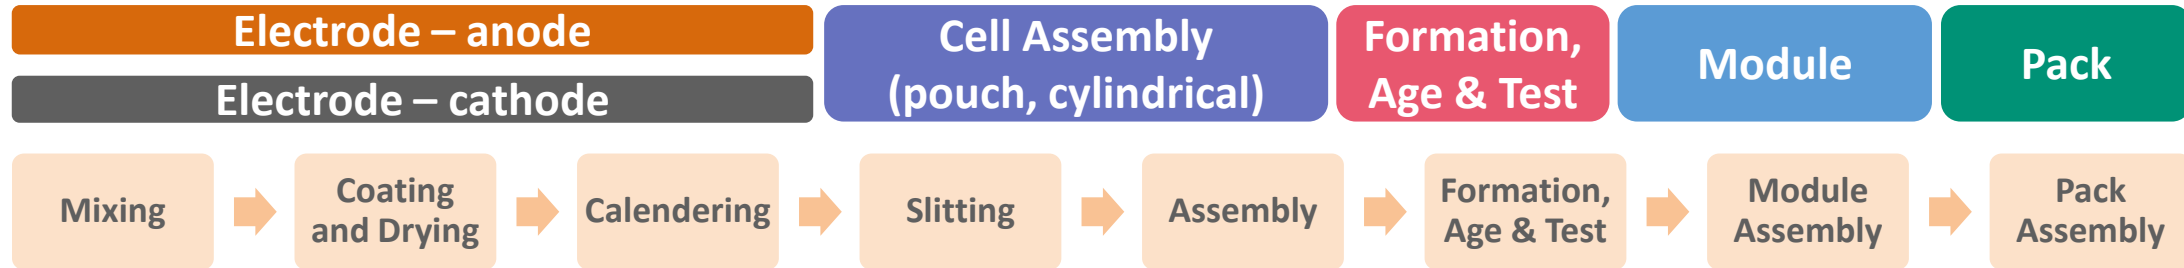 Electrode – anode
Electrode – cathode
Cell Assembly
(pouch, cylindrical)
Formation,
Age & Test
Module
Pack
Mixing
Coating
and Drying
Calendering
Slitting
Assembly
Formation,
Age & Test
Module
Assembly
Pack
Assembly